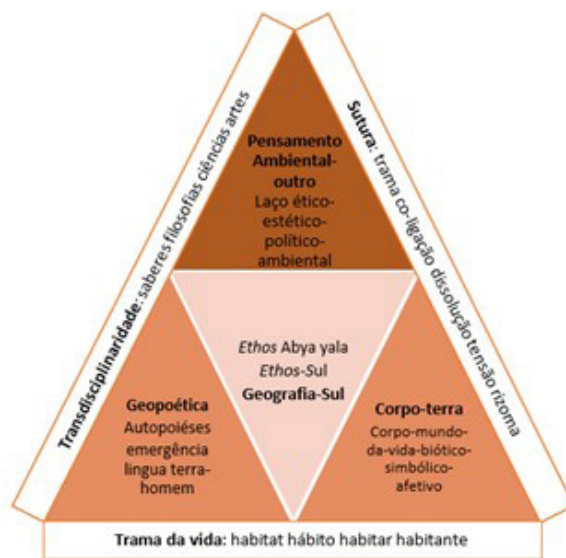 Pensamento
Ambiental-
outro
Laço ético-
estético-
político-
ambiental
Transdisciplinaridade: saberes filosofias ciências artes
Sutura: trama co-ligação dissolução tensão rizoma
Ethos Abya yala
Ethos-Sul
Geografia-Sul
Geopoética
Autopoiéses
emergência
lingua terra-
homem
Corpo-terra
Corpo-mundo-
da-vida-biótico-
simbólico-
afetivo
Trama da vida: habitat hábito habitar habitante